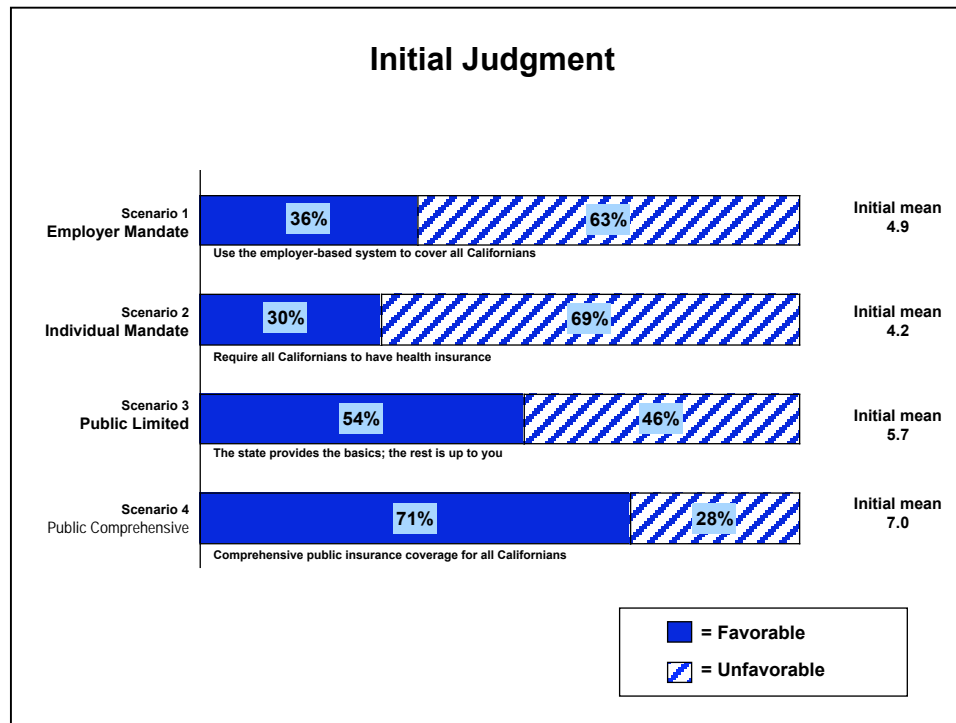 Initial Judgment
Scenario 1
Employer Mandate
36%
63%
Initial mean
4.9
Use the employer-based system to cover all Californians
Scenario 2
Individual Mandate
30%
69%
Initial mean
4.2
Require all Californians to have health insurance
Scenario 3
Public Limited
54%
46%
Initial mean
5.7
The state provides the basics; the rest is up to you
Scenario 4
Public Comprehensive
71%
28%
Initial mean
7.0
Comprehensive public insurance coverage for all Californians
= Favorable
= Unfavorable